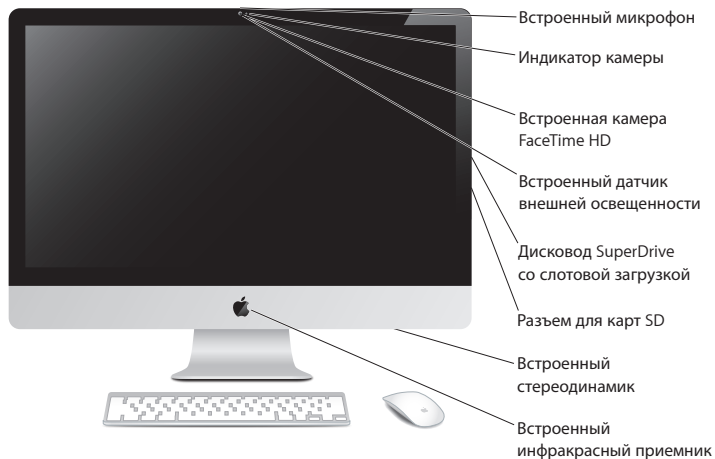 Встроенный микрофон
Индикатор камеры
Встроенная камера
FaceTime HD
Встроенный датчик
внешней освещенности
Дисковод SuperDrive
со слотовой загрузкой
Разъем для карт SD
Встроенный
стереодинамик
Встроенный
инфракрасный приемник